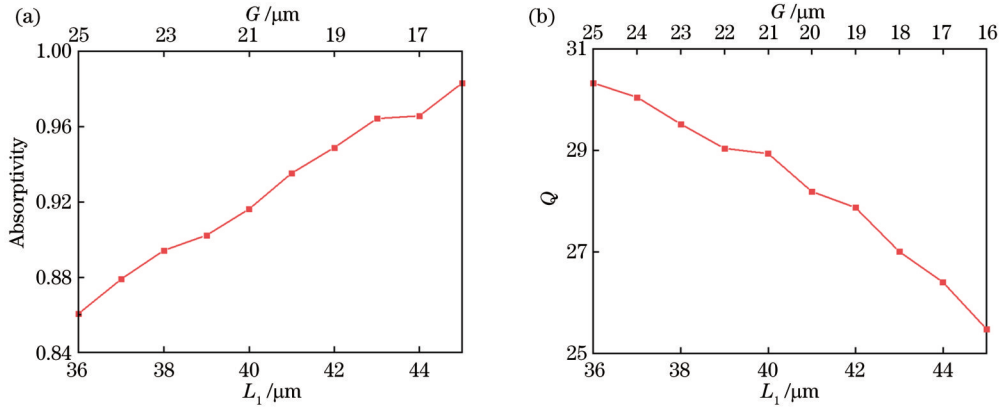 (a)
G /μm
25 23 21 19 17
1.00
0.96
0.92
0.88
0.84
Absorptivity
36 38 40 42 44
L1 /μm
(b)
G /μm
25 24 23 22 21 20 19 18 17 16
31
29
27
25
Q
36 38 40 42 44
L1 /μm